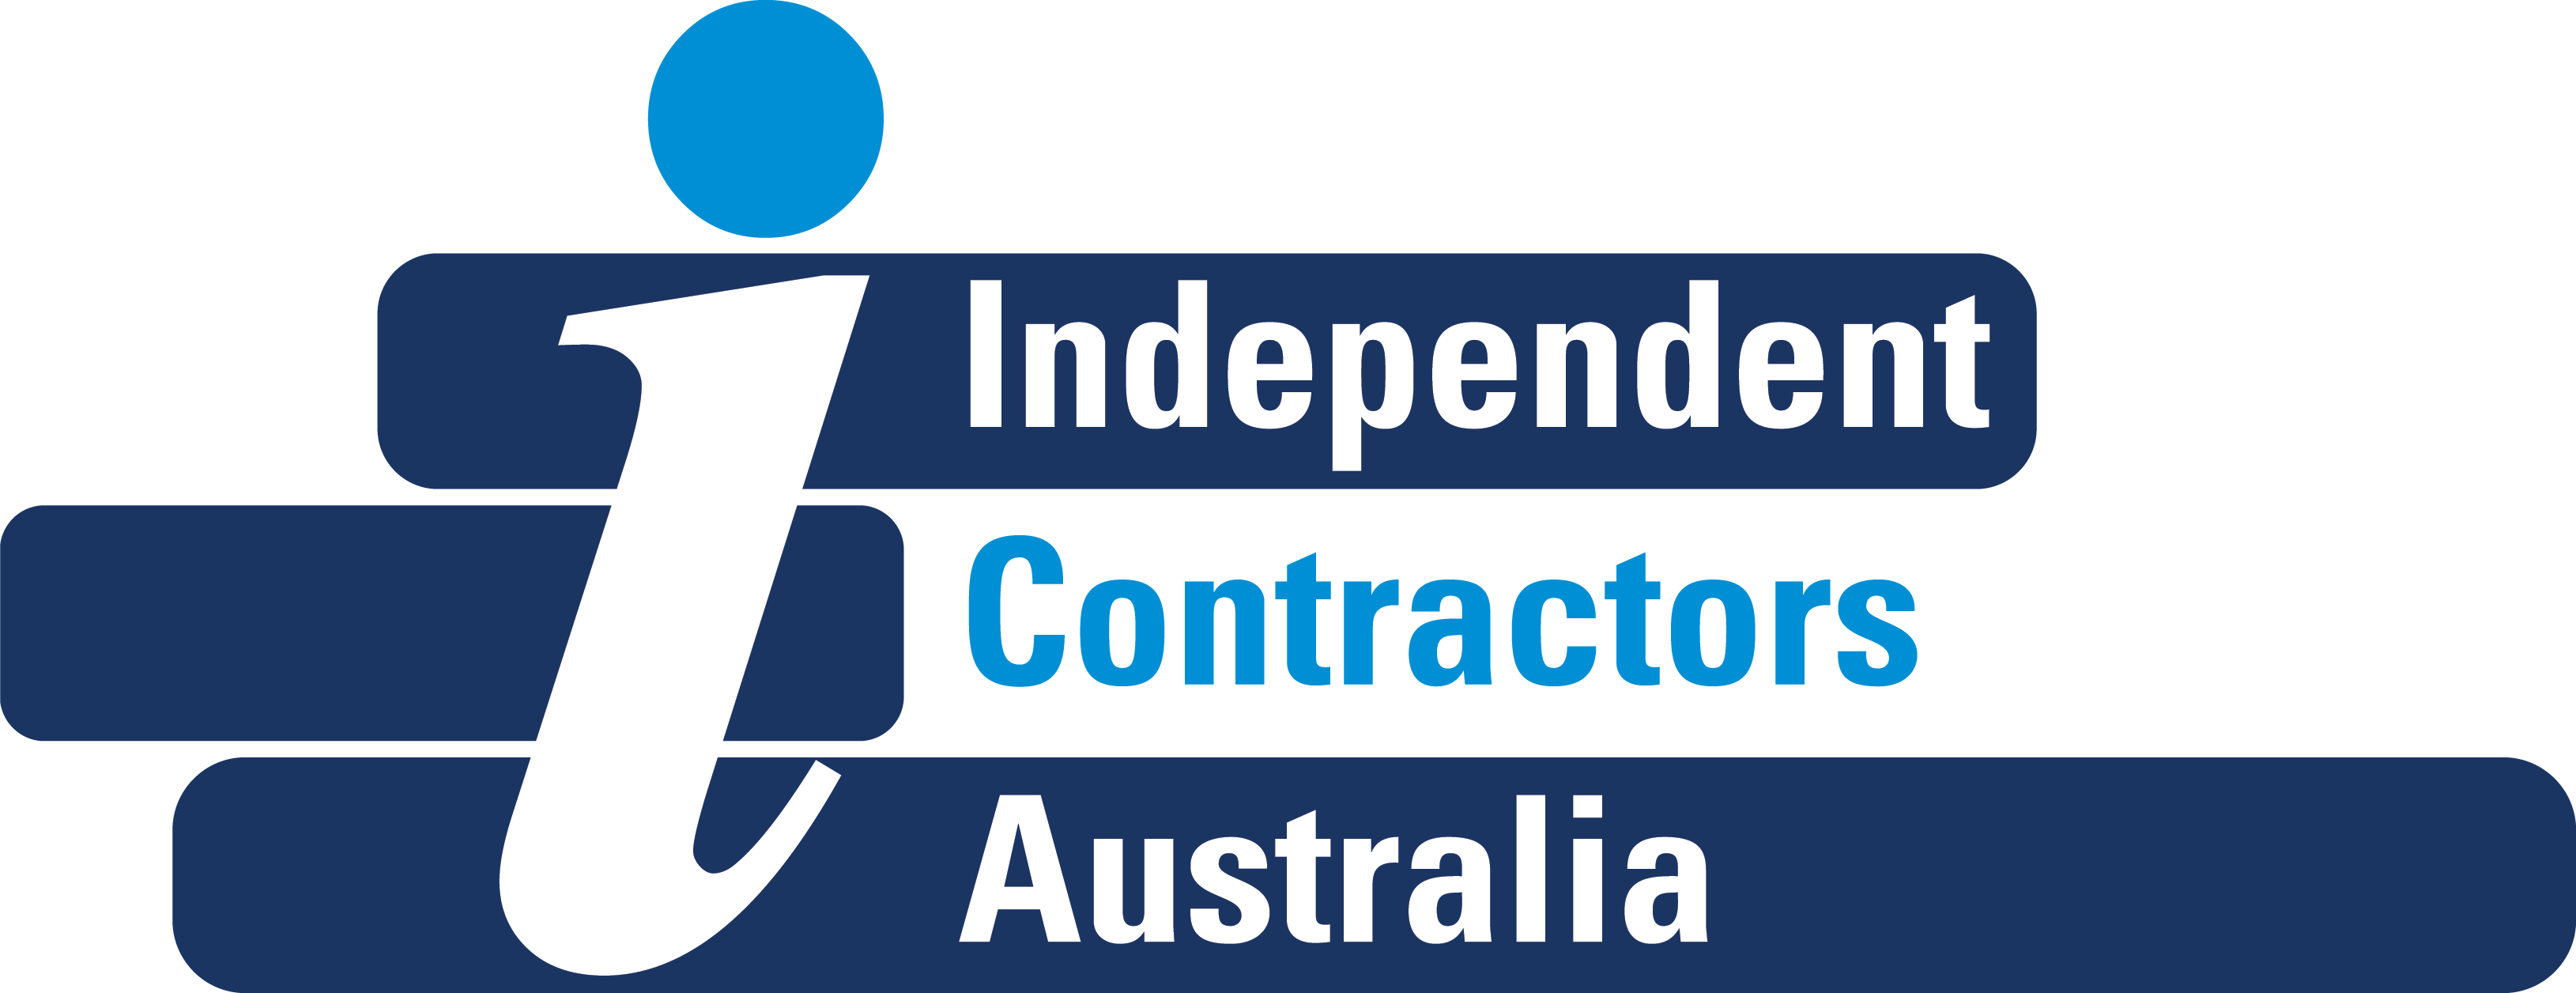 i
Independent
Contractors
Australia